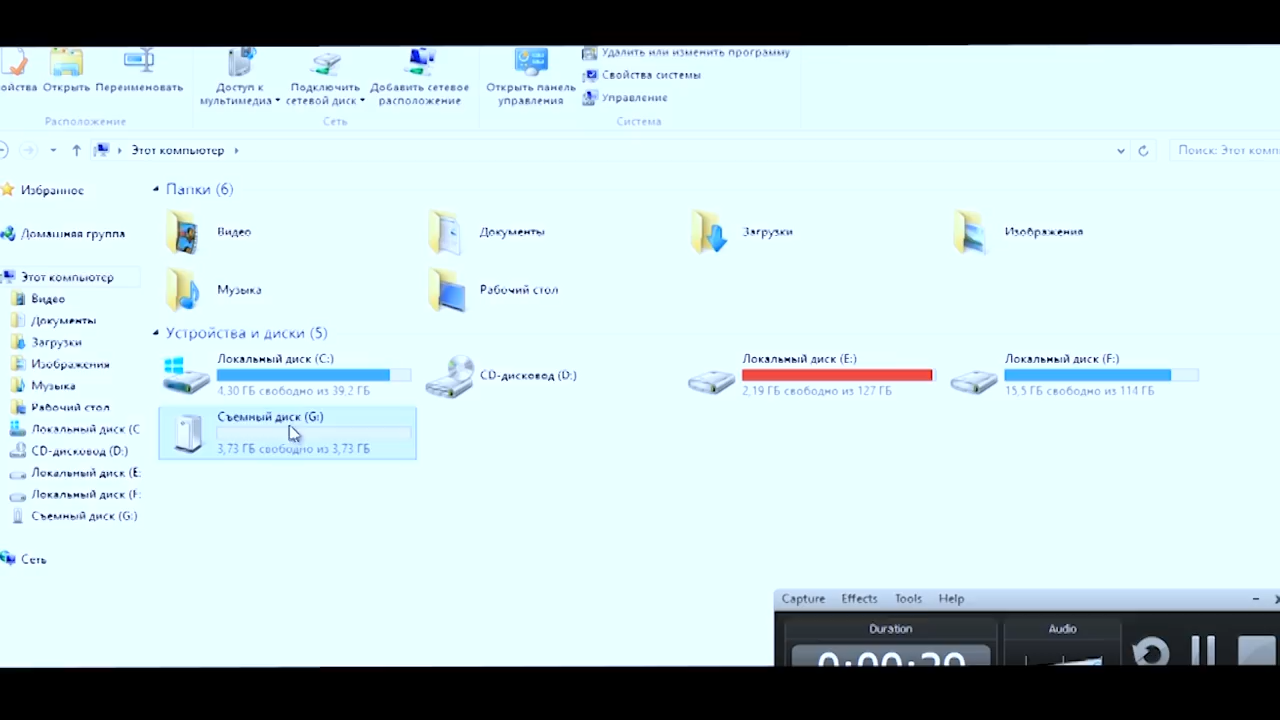 Удалить или изменить программу
ойства Открыть Переименовать
Доступ к мультимедиа
Подключить сетевой диск
Добавить сетевое расположение
Открыть панель управления
Свойства системы
Управление
Расположение
Сеть
Система
Этот компьютер
Поиск: Этот комп
Избранное
Домашняя группа
Этот компьютер
Видео
Документы
Загрузки
Изображения
Музыка
Рабочий стол
Локальный диск (C
CD-дисковод (D:)
Локальный диск (E:
Локальный диск (F:
Съемный диск (G:)
Сеть
Папки (6)
Видео
Документы
Загрузки
Изображения
Музыка
Рабочий стол
Устройства и диски (5)
Локальный диск (C:)
4,30 ГБ свободно из 39,2 ГБ
CD-дисковод (D:)
Локальный диск (E:)
2,19 ГБ свободно из 127 ГБ
Локальный диск (F:)
15,5 ГБ свободно из 114 ГБ
Съемный диск (G:)
3,73 ГБ свободно из 3,73 ГБ
Capture Effects Tools Help
Duration
Audio